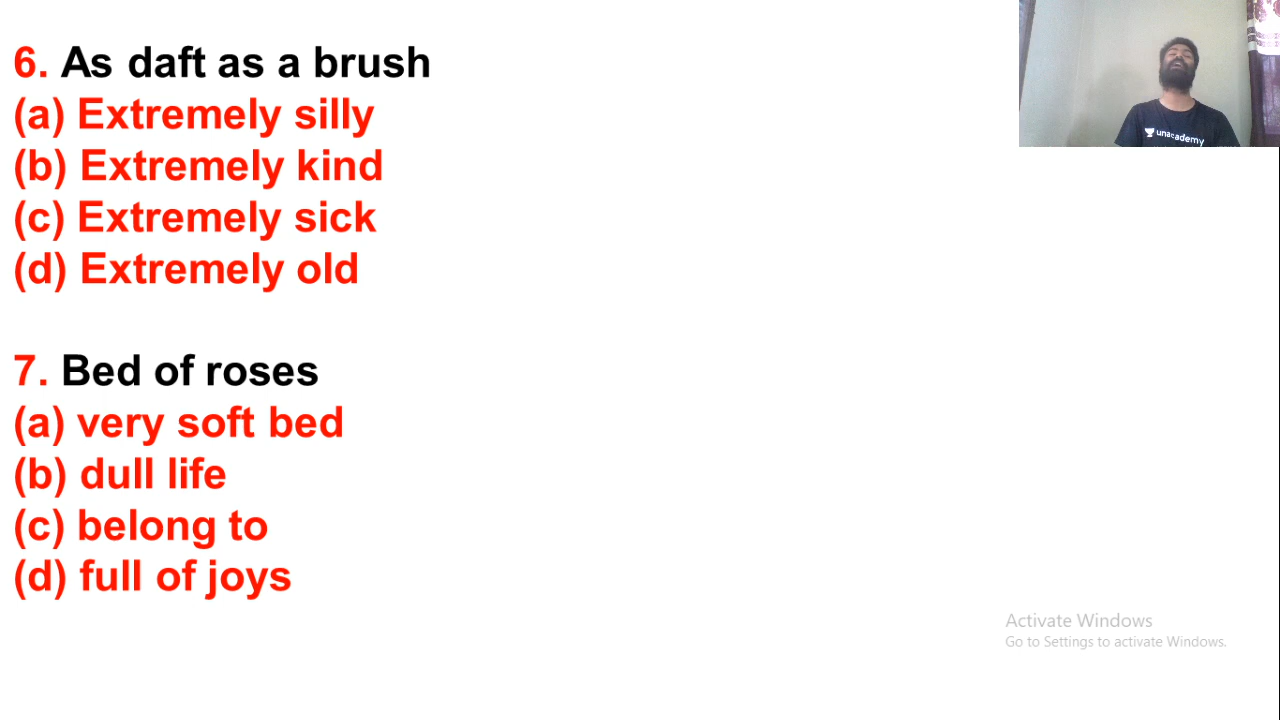 6. As daft as a brush
(a) Extremely silly
(b) Extremely kind
(c) Extremely sick
(d) Extremely old
7. Bed of roses
(a) very soft bed
(b) dull life
(c) belong to
(d) full of joys
unacademy
Activate Windows
Go to Settings to activate Windows.